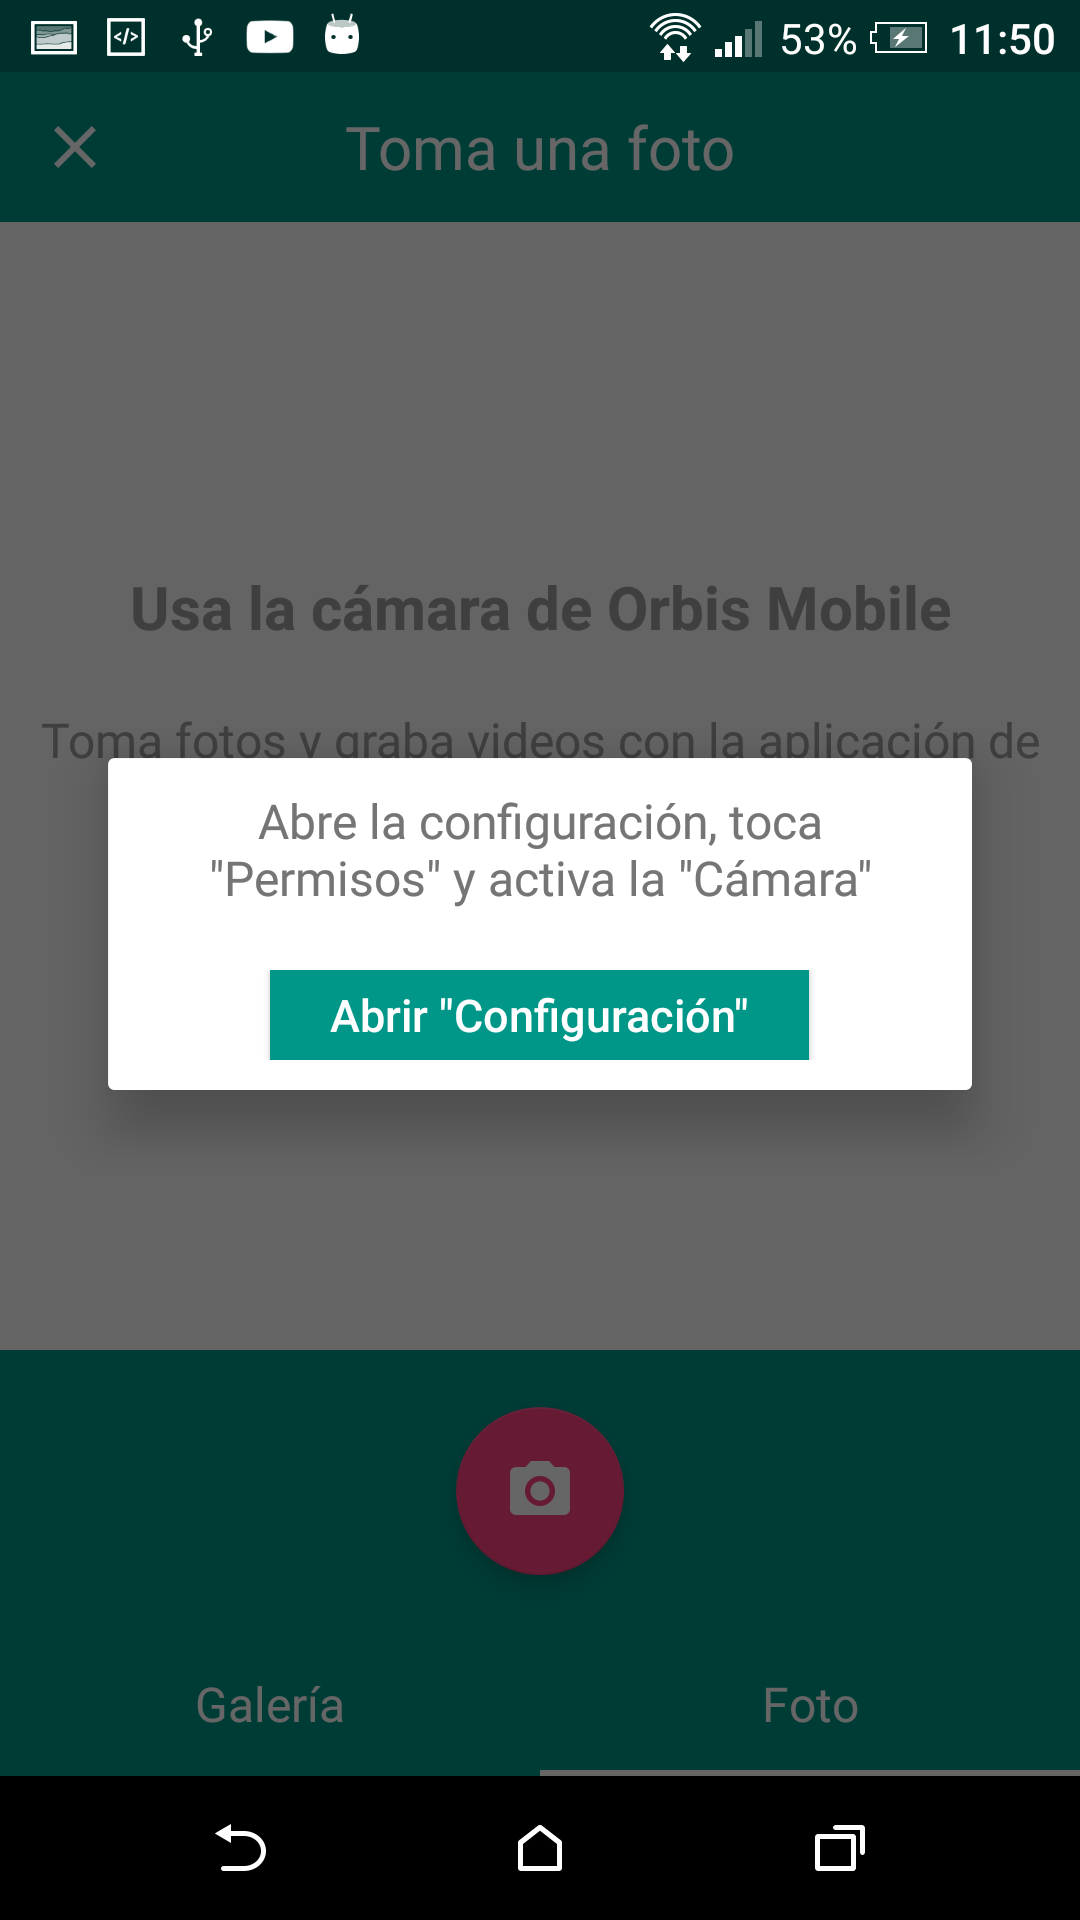 53% 11:50
Toma una foto
Usa la cámara de Orbis Mobile
Toma fotos y graba videos con la aplicación de
Abre la configuración, toca
"Permisos" y activa la "Cámara"
Abrir "Configuración"
Galería Foto